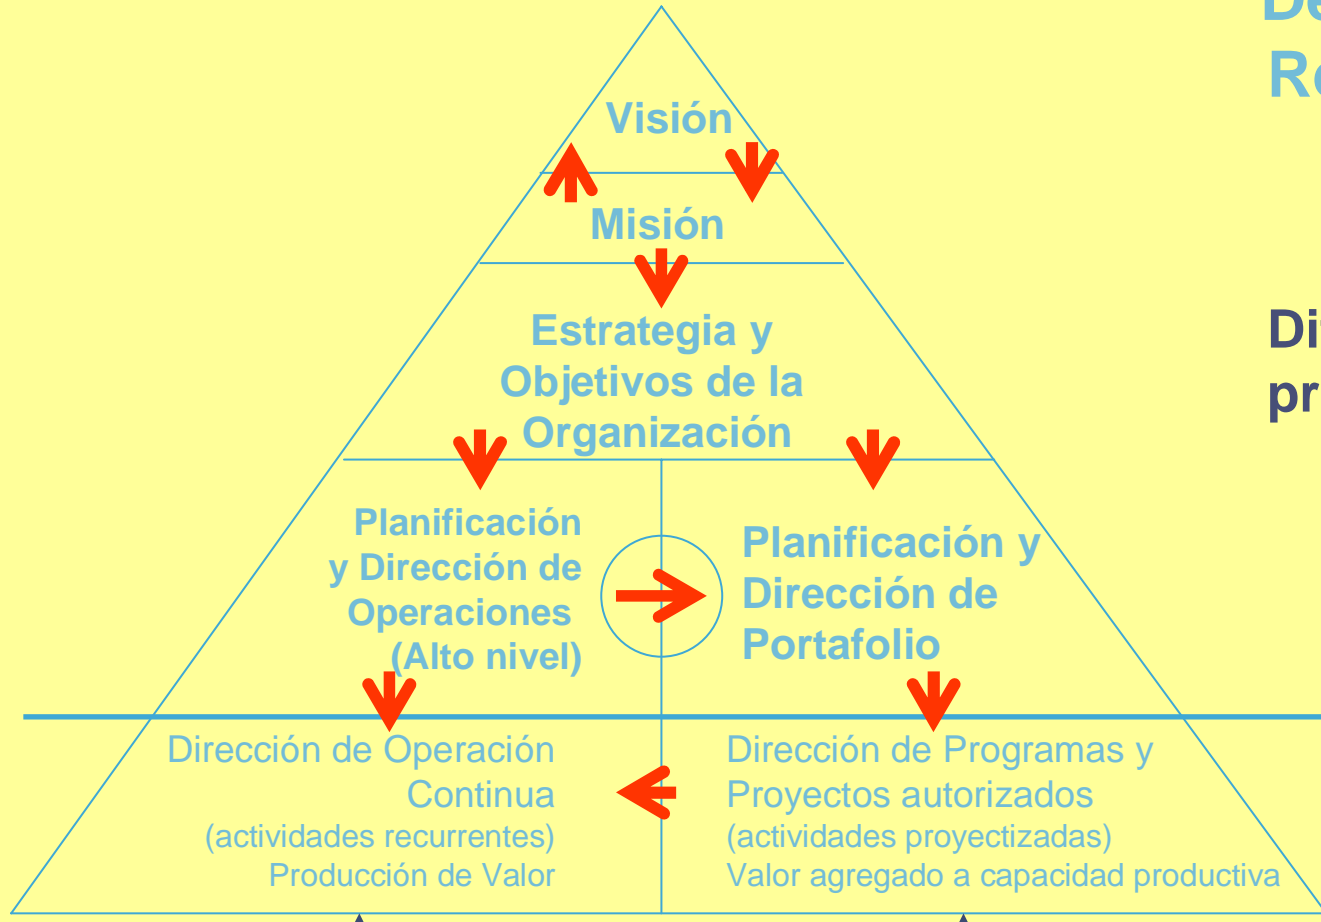 Visión
Misión
Estrategia y
Objetivos de la
Organización
Planificación
y Dirección de
Operaciones
(Alto nivel)
Planificación y
Dirección de
Portafolio
Dirección de Operación
Continua
(actividades recurrentes)
Producción de Valor
Dirección de Programas y
Proyectos autorizados
(actividades proyectizadas)
Valor agregado a capacidad productiva